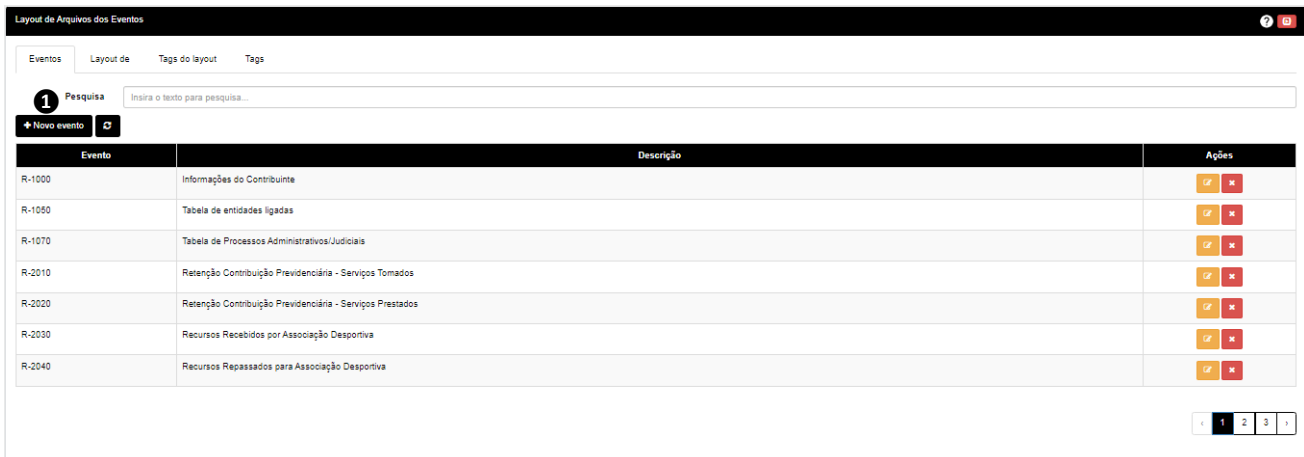 Layout de Arquivos dos Eventos ?
Eventos Layout de Tags do layout Tags
1 Pesquisa Insira o texto para pesquisa...
+ Novo evento
Evento Descrição Ações
R-1000 Informações do Contribuinte
R-1050 Tabela de entidades ligadas
R-1070 Tabela de Processos Administrativos/Judiciais
R-2010 Retenção Contribuição Previdenciária - Serviços Tomados
R-2020 Retenção Contribuição Previdenciária - Serviços Prestados
R-2030 Recursos Recebidos por Associação Desportiva
R-2040 Recursos Repassados para Associação Desportiva
‹ 1 2 3 ›